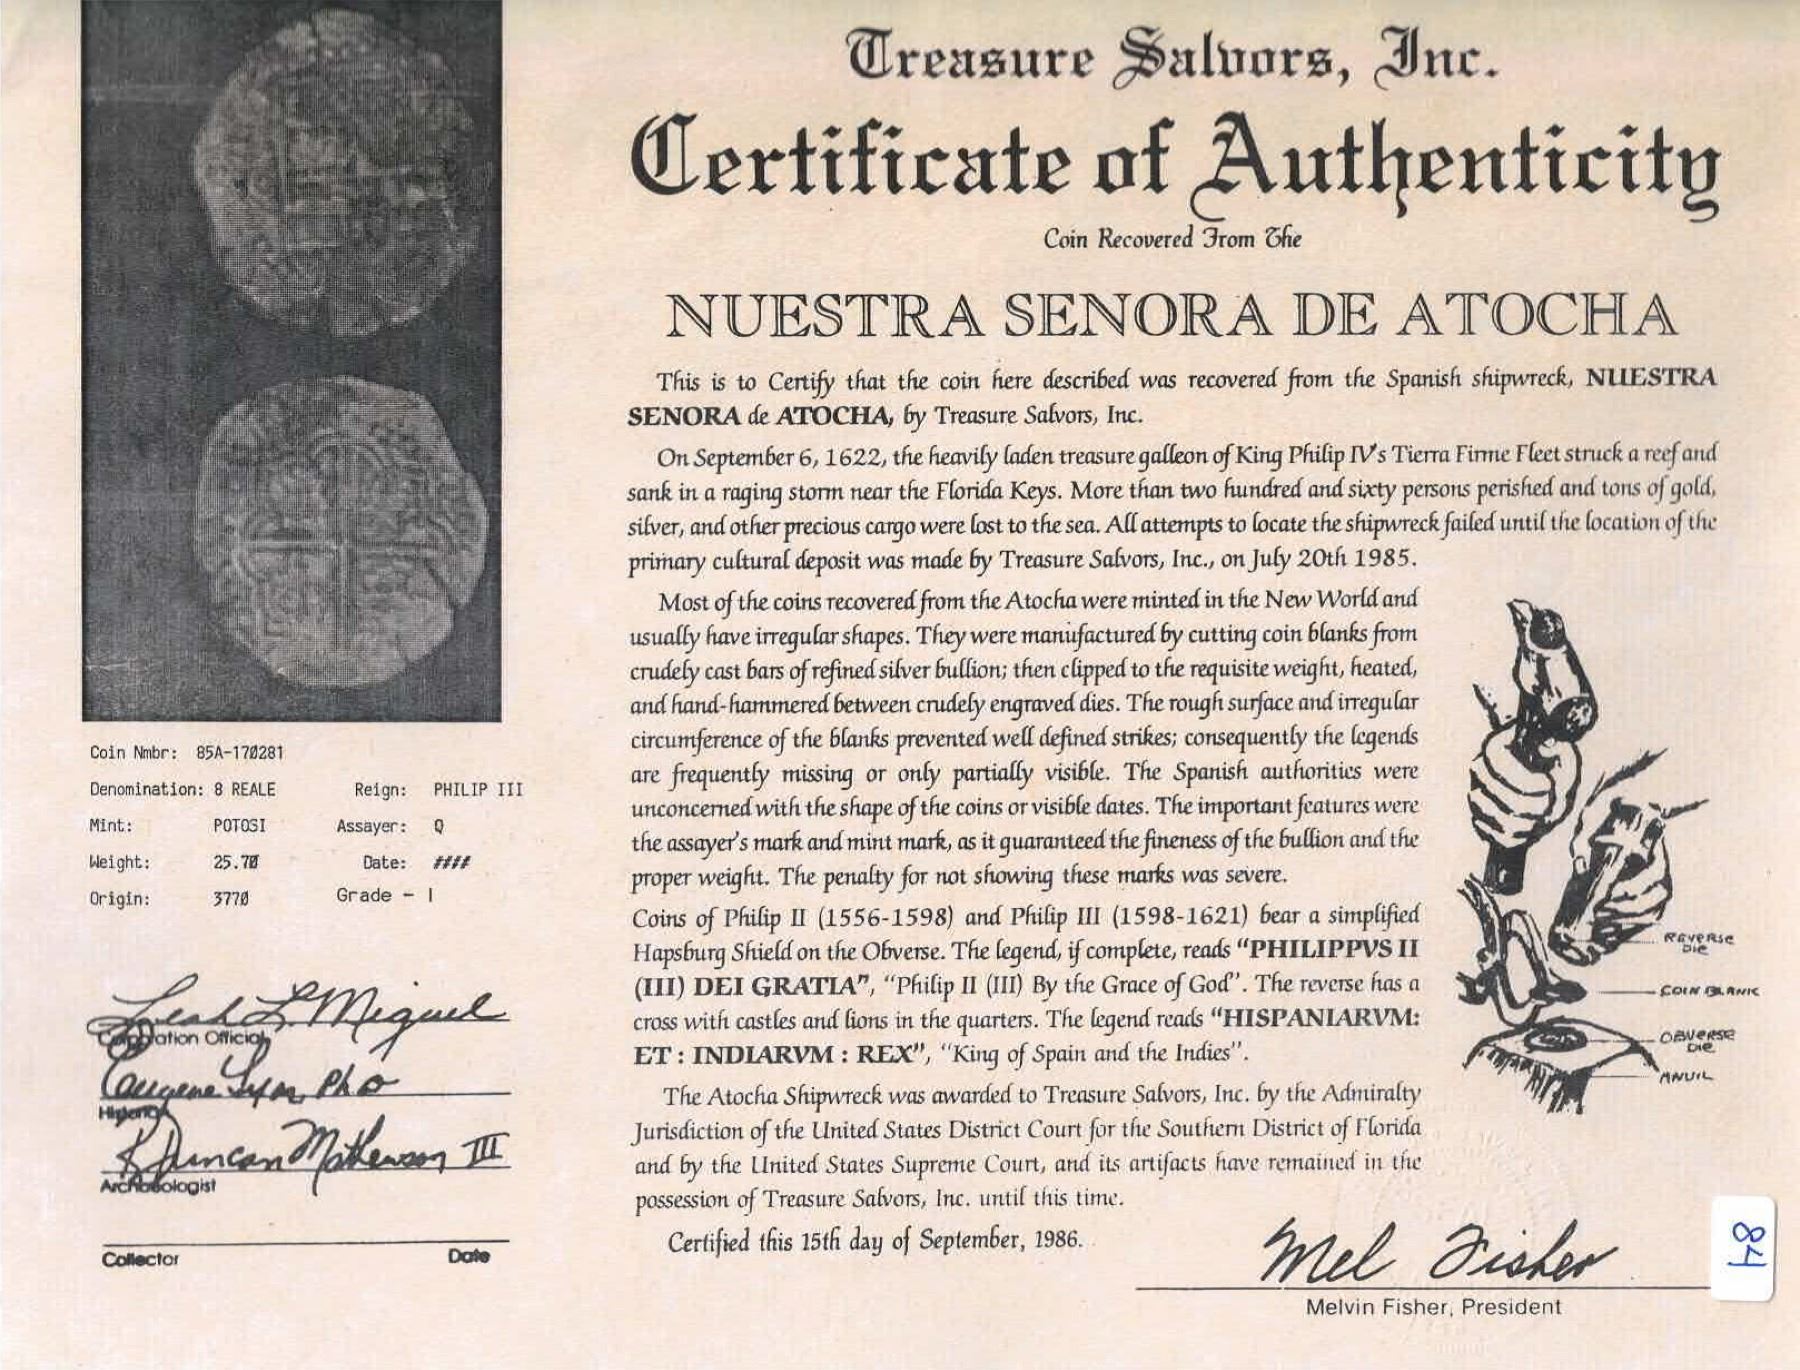 Treasure Salvors, Inc.
Certificate of Authenticity
Coin Recovered From The
NUESTRA SENORA DE ATOCHA
This is to Certify that the coin here described was recovered from the Spanish shipwreck, NUESTRA
SENORA de ATOCHA, by Treasure Salvors, Inc.
On September 6, 1622, the heavily laden treasure galleon of King Philip IV's Tierra Firme Fleet struck a reef and
sank in a raging storm near the Florida Keys. More than two hundred and sixty persons perished and tons of gold,
silver, and other precious cargo were lost to the sea. All attempts to locate the shipwreck failed until the location of the
primary cultural deposit was made by Treasure Salvors, Inc., on July 20th 1985.
Most of the coins recovered from the Atocha were minted in the New World and
usually have irregular shapes. They were manufactured by cutting coin blanks from
crudely cast bars of refined silver bullion; then clipped to the requisite weight, heated,
and hand-hammered between crudely engraved dies. The rough surface and irregular
circumference of the blanks prevented well defined strikes; consequently the legends
are frequently missing or only partially visible. The Spanish authorities were
unconcerned with the shape of the coins or visible dates. The important features were
the assayer's mark and mint mark, as it guaranteed the fineness of the bullion and the
proper weight. The penalty for not showing these marks was severe.
Coins of Philip II (1556-1598) and Philip III (1598-1621) bear a simplified
Hapsburg Shield on the Obverse. The legend, if complete, reads "PHILIPPVS II
(III) DEI GRATIA", "Philip II (III) By the Grace of God". The reverse has a
cross with castles and lions in the quarters. The legend reads "HISPANIARVM:
ET : INDIARVM : REX", "King of Spain and the Indies".
The Atocha Shipwreck was awarded to Treasure Salvors, Inc. by the Admiralty
Jurisdiction of the United States District Court for the Southern District of Florida
and by the United States Supreme Court, and its artifacts have remained in the
possession of Treasure Salvors, Inc. until this time.
Certified this 15th day of September, 1986.
Mel Fisher
Melvin Fisher, President
REVERSE
DIE
COIN BLANK
OBVERSE
DIE
ANVIL
84
Coin Nmbr: 85A-170281
Denomination: 8 REALE Reign: PHILIP III
Mint: POTOSI Assayer: Q
Weight: 25.70 Date: ####
Origin: 3770 Grade - 1
Leah L Miguel
Corporation Official
Eugene Lyon, PhD
Historian
R Duncan Mathewson III
Archaeologist
Collector Date